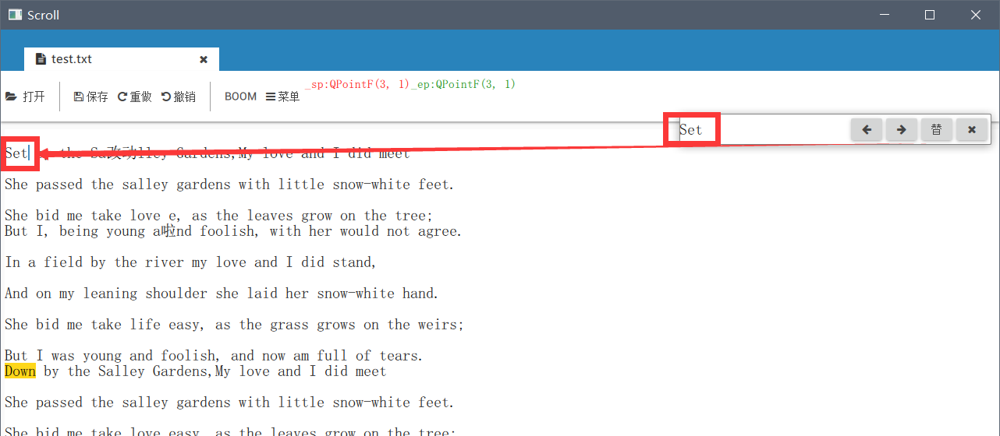 Scroll
test.txt
打开 保存 重做 撤销 BOOM 菜单 _sp:QPointF(3, 1)_ep:QPointF(3, 1)
Set 替
Set the Sa改动lley Gardens,My love and I did meet
She passed the salley gardens with little snow-white feet.
She bid me take love e, as the leaves grow on the tree;
But I, being young a啦nd foolish, with her would not agree.
In a field by the river my love and I did stand,
And on my leaning shoulder she laid her snow-white hand.
She bid me take life easy, as the grass grows on the weirs;
But I was young and foolish, and now am full of tears.
Down by the Salley Gardens,My love and I did meet
She passed the salley gardens with little snow-white feet.
She bid me take love easy, as the leaves grow on the tree;